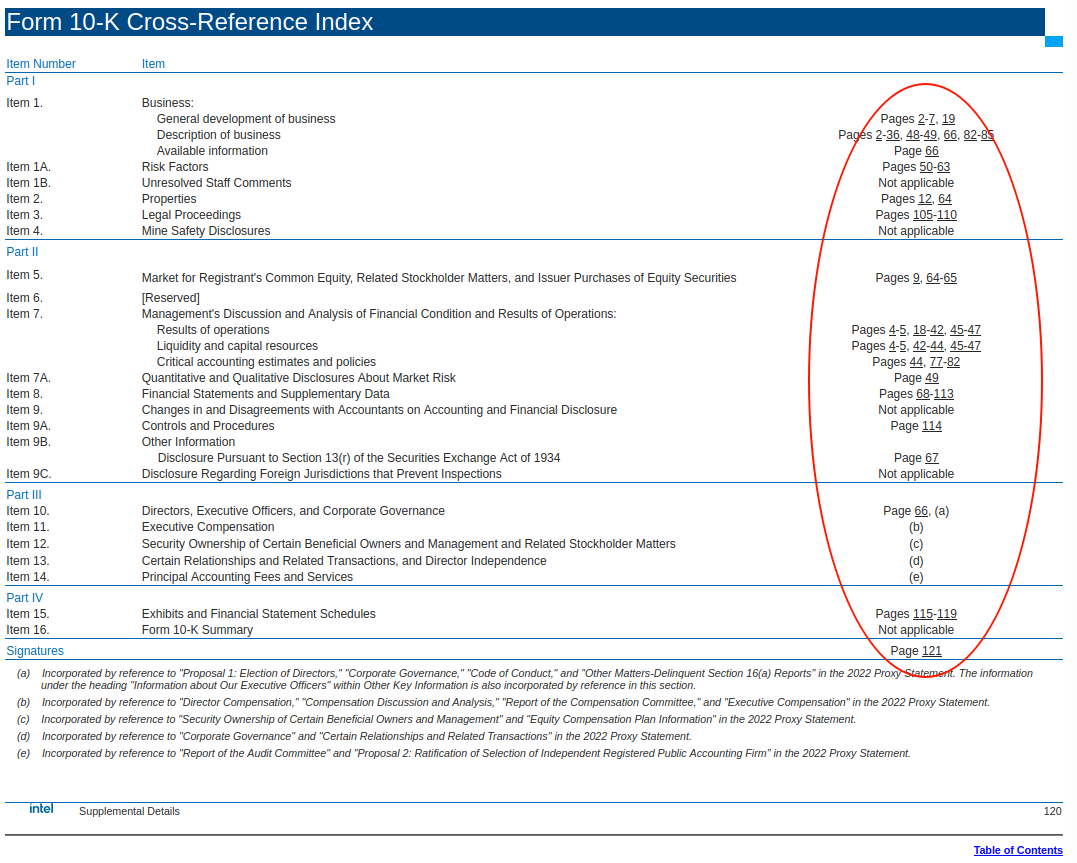 Form 10-K Cross-Reference Index
Item Number Item
Part I
Item 1. Business:
General development of business Pages 2-7, 19
Description of business Pages 2-36, 48-49, 66, 82-85
Available information Page 66
Item 1A. Risk Factors Pages 50-63
Item 1B. Unresolved Staff Comments Not applicable
Item 2. Properties Pages 12, 64
Item 3. Legal Proceedings Pages 105-110
Item 4. Mine Safety Disclosures Not applicable
Part II
Item 5. Market for Registrant's Common Equity, Related Stockholder Matters, and Issuer Purchases of Equity Securities Pages 9, 64-65
Item 6. [Reserved]
Item 7. Management's Discussion and Analysis of Financial Condition and Results of Operations:
Results of operations Pages 4-5, 18-42, 45-47
Liquidity and capital resources Pages 4-5, 42-44, 45-47
Critical accounting estimates and policies Pages 44, 77-82
Item 7A. Quantitative and Qualitative Disclosures About Market Risk Page 49
Item 8. Financial Statements and Supplementary Data Pages 68-113
Item 9. Changes in and Disagreements with Accountants on Accounting and Financial Disclosure Not applicable
Item 9A. Controls and Procedures Page 114
Item 9B. Other Information
Disclosure Pursuant to Section 13(r) of the Securities Exchange Act of 1934 Page 67
Item 9C. Disclosure Regarding Foreign Jurisdictions that Prevent Inspections Not applicable
Part III
Item 10. Directors, Executive Officers, and Corporate Governance Page 66, (a)
Item 11. Executive Compensation (b)
Item 12. Security Ownership of Certain Beneficial Owners and Management and Related Stockholder Matters (c)
Item 13. Certain Relationships and Related Transactions, and Director Independence (d)
Item 14. Principal Accounting Fees and Services (e)
Part IV
Item 15. Exhibits and Financial Statement Schedules Pages 115-119
Item 16. Form 10-K Summary Not applicable
Signatures Page 121
(a) Incorporated by reference to "Proposal 1: Election of Directors," "Corporate Governance," "Code of Conduct," and "Other Matters-Delinquent Section 16(a) Reports" in the 2022 Proxy Statement. The information
under the heading "Information about Our Executive Officers" within Other Key Information is also incorporated by reference in this section.
(b) Incorporated by reference to "Director Compensation," "Compensation Discussion and Analysis," "Report of the Compensation Committee," and "Executive Compensation" in the 2022 Proxy Statement.
(c) Incorporated by reference to "Security Ownership of Certain Beneficial Owners and Management" and "Equity Compensation Plan Information" in the 2022 Proxy Statement.
(d) Incorporated by reference to "Corporate Governance" and "Certain Relationships and Related Transactions" in the 2022 Proxy Statement.
(e) Incorporated by reference to "Report of the Audit Committee" and "Proposal 2: Ratification of Selection of Independent Registered Public Accounting Firm" in the 2022 Proxy Statement.
intel Supplemental Details 120
Table of Contents